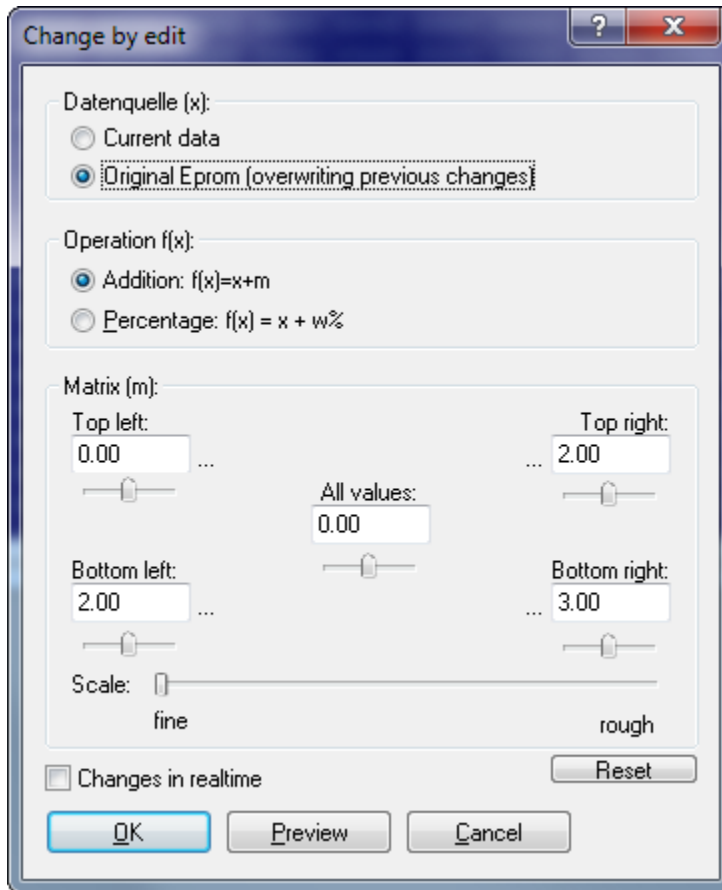 Change by edit
?
X
Datenquelle (x):
Current data
Original Eprom (overwriting previous changes)
Operation f(x):
Addition: f(x)=x+m
Percentage: f(x) = x + w%
Matrix (m):
Top left:
Top right:
0.00
...
...
2.00
All values:
0.00
Bottom left:
Bottom right:
2.00
...
...
3.00
Scale:
fine
rough
Changes in realtime
Reset
OK
Preview
Cancel